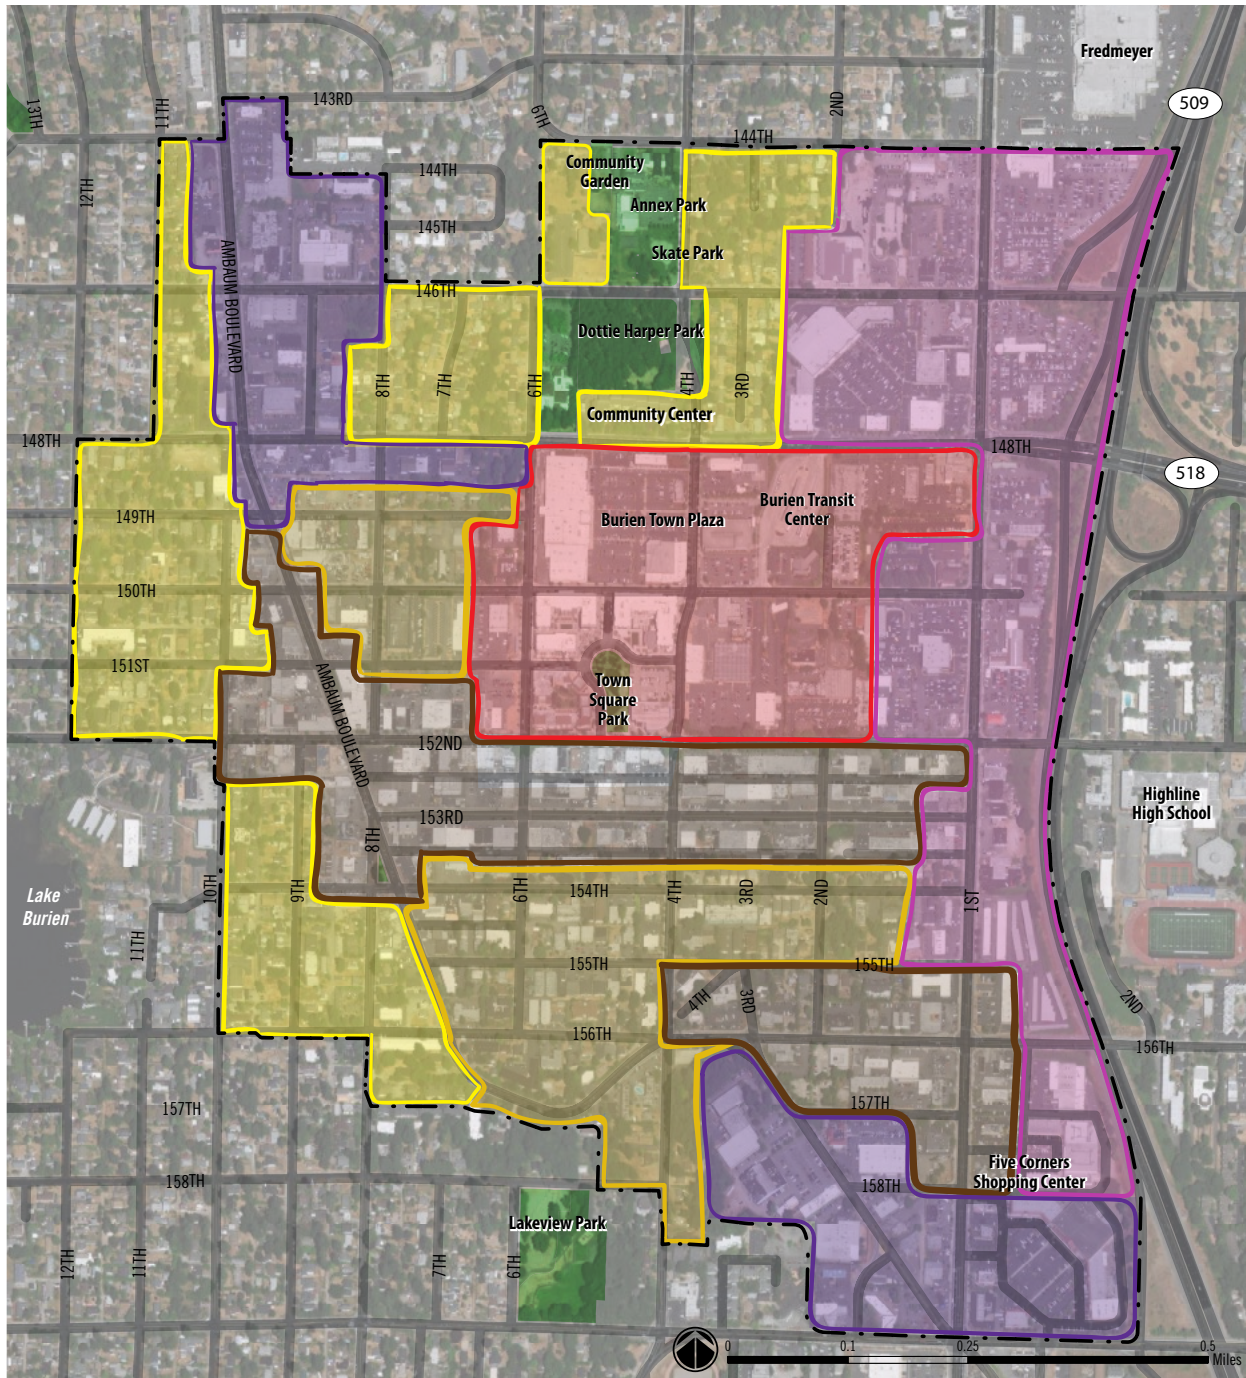 Fredmeyer
509
13TH
11TH
143RD
6TH
2ND
144TH
Community
Garden
144TH
12TH
Annex Park
145TH
Skate Park
AMBAUM BOULEVARD
146TH
Dottie Harper Park
8TH
7TH
6TH
4TH
3RD
Community Center
148TH
148TH
518
Burien Transit
Center
149TH
Burien Town Plaza
150TH
151ST
Town
Square
Park
AMBAUM BOULEVARD
152ND
Highline
High School
153RD
8TH
Lake
Burien
10TH
9TH
6TH
154TH
4TH
3RD
2ND
1ST
11TH
155TH
155TH
4TH
3RD
2ND
156TH
156TH
157TH
157TH
Five Corners
Shopping Center
158TH
158TH
Lakeview Park
12TH
11TH
7TH
6TH
0
0.1
0.25
0.5
Miles